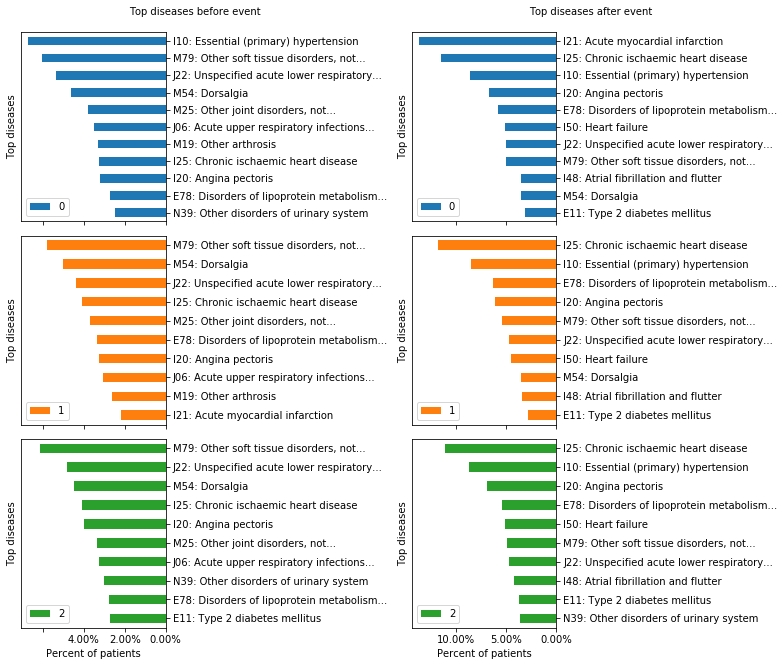 Top diseases before event
Top diseases
I10: Essential (primary) hypertension
M79: Other soft tissue disorders, not...
J22: Unspecified acute lower respiratory...
M54: Dorsalgia
M25: Other joint disorders, not...
J06: Acute upper respiratory infections...
M19: Other arthrosis
I25: Chronic ischaemic heart disease
I20: Angina pectoris
E78: Disorders of lipoprotein metabolism...
N39: Other disorders of urinary system
0
Top diseases after event
Top diseases
I21: Acute myocardial infarction
I25: Chronic ischaemic heart disease
I10: Essential (primary) hypertension
I20: Angina pectoris
E78: Disorders of lipoprotein metabolism...
I50: Heart failure
J22: Unspecified acute lower respiratory...
M79: Other soft tissue disorders, not...
I48: Atrial fibrillation and flutter
M54: Dorsalgia
E11: Type 2 diabetes mellitus
0
Top diseases
M79: Other soft tissue disorders, not...
M54: Dorsalgia
J22: Unspecified acute lower respiratory...
I25: Chronic ischaemic heart disease
M25: Other joint disorders, not...
E78: Disorders of lipoprotein metabolism...
I20: Angina pectoris
J06: Acute upper respiratory infections...
M19: Other arthrosis
I21: Acute myocardial infarction
1
Top diseases
I25: Chronic ischaemic heart disease
I10: Essential (primary) hypertension
E78: Disorders of lipoprotein metabolism...
I20: Angina pectoris
M79: Other soft tissue disorders, not...
J22: Unspecified acute lower respiratory...
I50: Heart failure
M54: Dorsalgia
I48: Atrial fibrillation and flutter
E11: Type 2 diabetes mellitus
1
Top diseases
M79: Other soft tissue disorders, not...
J22: Unspecified acute lower respiratory...
M54: Dorsalgia
I25: Chronic ischaemic heart disease
I20: Angina pectoris
M25: Other joint disorders, not...
J06: Acute upper respiratory infections...
N39: Other disorders of urinary system
E78: Disorders of lipoprotein metabolism...
E11: Type 2 diabetes mellitus
2
4.00% 2.00% 0.00%
Percent of patients
Top diseases
I25: Chronic ischaemic heart disease
I10: Essential (primary) hypertension
I20: Angina pectoris
E78: Disorders of lipoprotein metabolism...
I50: Heart failure
M79: Other soft tissue disorders, not...
J22: Unspecified acute lower respiratory...
I48: Atrial fibrillation and flutter
E11: Type 2 diabetes mellitus
N39: Other disorders of urinary system
2
10.00% 5.00% 0.00%
Percent of patients